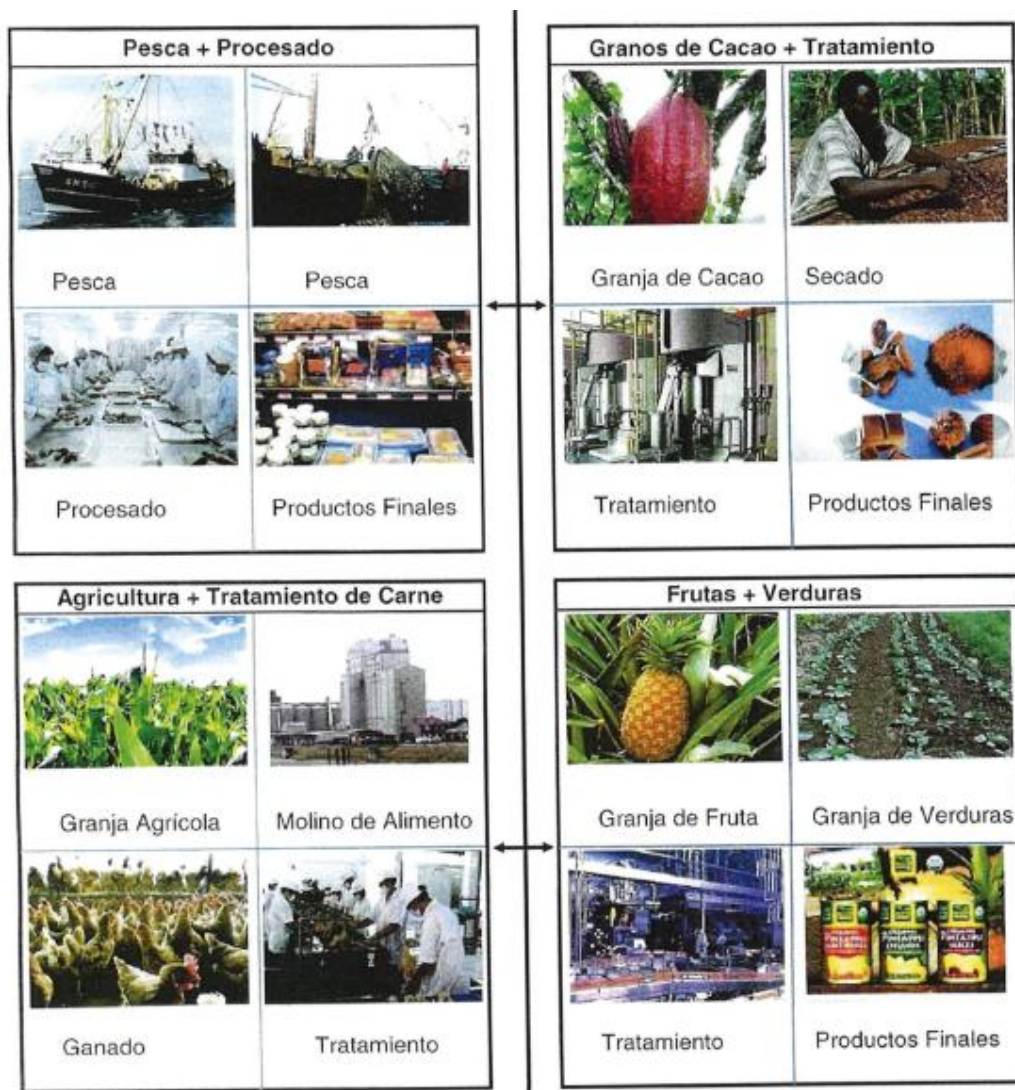 Pesca + Procesado
Pesca
Pesca
Procesado
Productos Finales
Granos de Cacao + Tratamiento
Granja de Cacao
Secado
Tratamiento
Productos Finales
Agricultura + Tratamiento de Carne
Granja Agrícola
Molino de Alimento
Ganado
Tratamiento
Frutas + Verduras
Granja de Fruta
Granja de Verduras
Tratamiento
Productos Finales